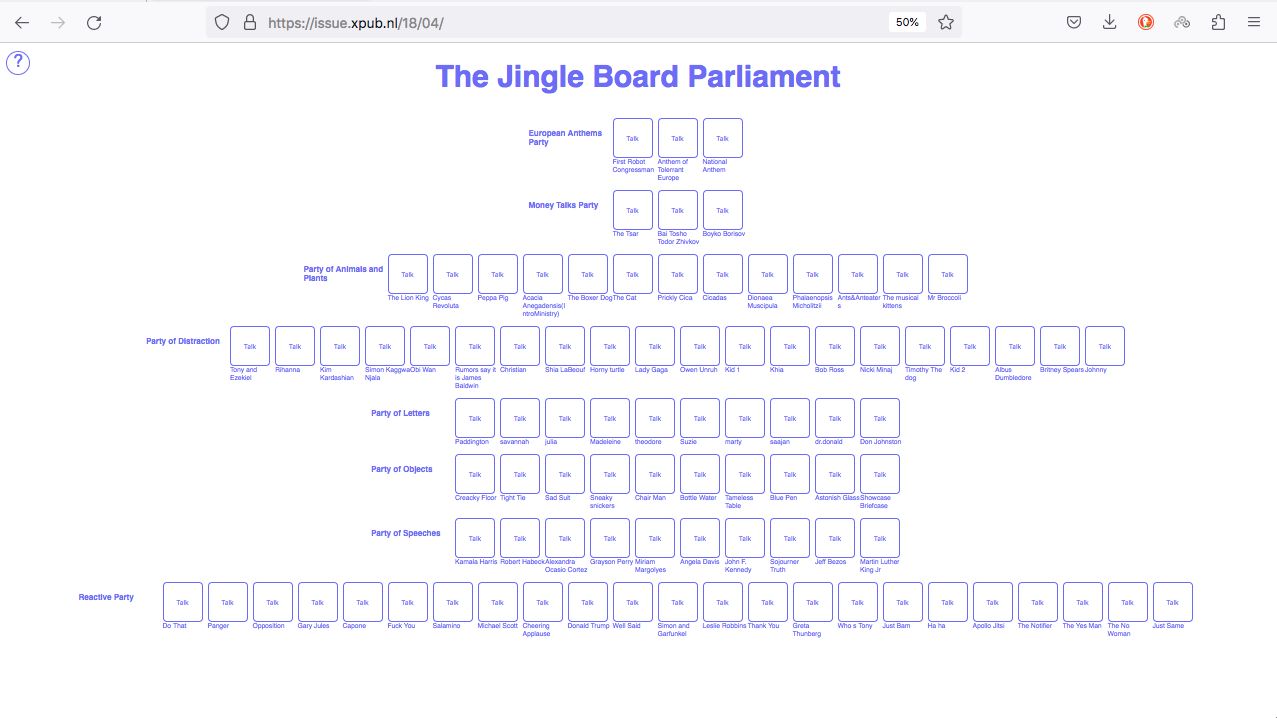 https://issue.xpub.nl/18/04/
50%
?
The Jingle Board Parliament
European Anthems
Party
Talk Talk Talk
First Robot Anthem of National
Congressman Tolerrant Anthem
Europe
Money Talks Party
Talk Talk Talk
The Tsar Bai Tosho Boyko Borisov
Todor Zhivkov
Party of Animals and
Plants
Talk Talk Talk Talk Talk Talk Talk Talk Talk Talk Talk Talk Talk
The Lion King Cycas Peppa Pig Acacia The Boxer Dog The Cat Prickly Cica Cicadas Dionaea Phalaenopsis Ants&Anteater The musical Mr Broccoli
Revoluta Anegadensis(I Muscipula Micholitzii s kittens
ntroMinistry)
Party of Distraction
Talk Talk Talk Talk Talk Talk Talk Talk Talk Talk Talk Talk Talk Talk Talk Talk Talk Talk Talk Talk
Tony and Rihanna Kim Simon Kaggwa Obi Wan Rumors say it Christian Shia LaBeouf Horny turtle Lady Gaga Owen Unruh Kid 1 Khia Bob Ross Nicki Minaj Timothy The Kid 2 Albus Britney Spears Johnny
Ezekiel Kardashian Njala is James dog Dumbledore
Baldwin
Party of Letters
Talk Talk Talk Talk Talk Talk Talk Talk Talk Talk
Paddington savannah julia Madeleine theodore Suzie marty saajan dr.donald Don Johnston
Party of Objects
Talk Talk Talk Talk Talk Talk Talk Talk Talk Talk
Creacky Floor Tight Tie Sad Suit Sneaky Chair Man Bottle Water Tameless Blue Pen Astonish Glass Showcase
snickers Table Briefcase
Party of Speeches
Talk Talk Talk Talk Talk Talk Talk Talk Talk Talk
Kamala Harris Robert Habeck Alexandra Grayson Perry Miriam Angela Davis John F. Sojourner Jeff Bezos Martin Luther
Ocasio Cortez Margolyes Kennedy Truth King Jr
Reactive Party
Talk Talk Talk Talk Talk Talk Talk Talk Talk Talk Talk Talk Talk Talk Talk Talk Talk Talk Talk Talk Talk Talk Talk
Do That Panger Opposition Gary Jules Capone Fuck You Salamino Michael Scott Cheering Donald Trump Well Said Simon and Leslie Robbins Thank You Greta Who s Tony Just Bam Ha ha Apollo Jitsi The Notifier The Yes Man The No Just Same
Applause Garfunkel Thunberg Woman